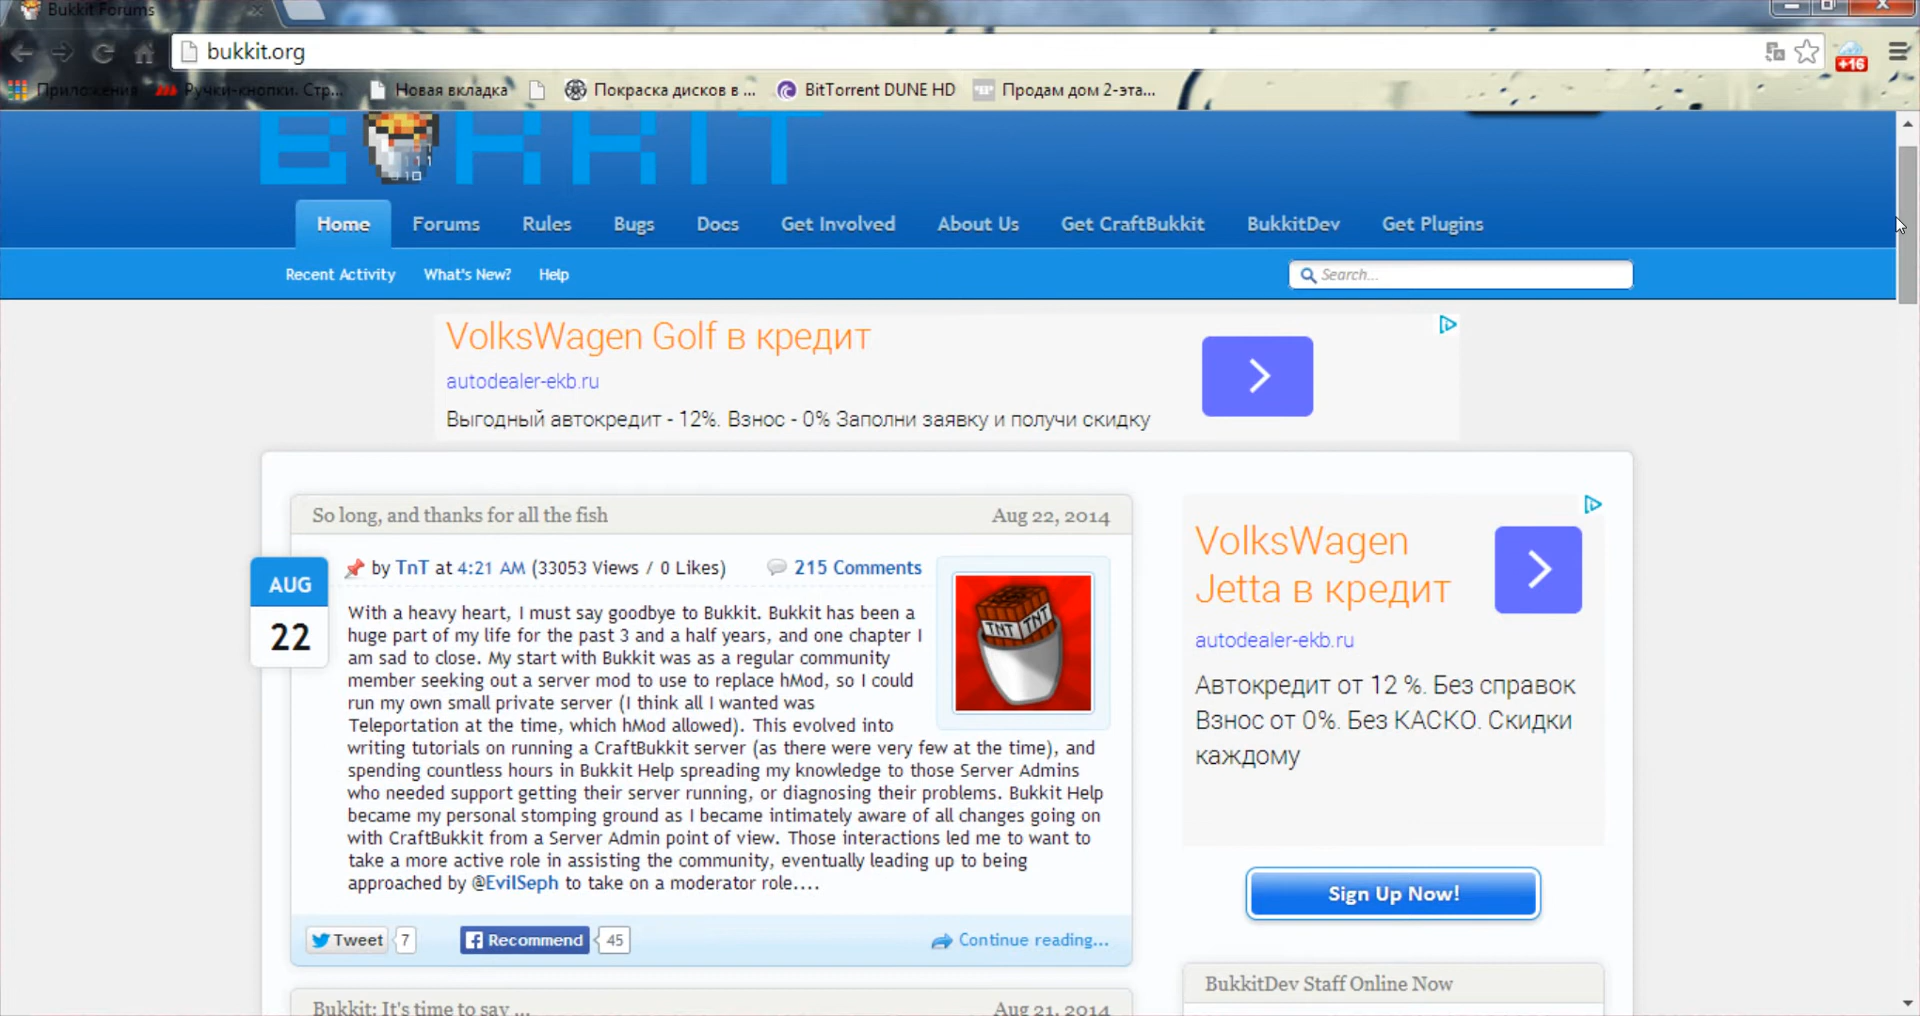 Bukkit Forums
bukkit.org
+16
Приложения
Ручки-кнопки. Стр...
Новая вкладка
Покраска дисков в ...
BitTorrent DUNE HD
Продам дом 2-эта...
BUKKIT
Home
Forums
Rules
Bugs
Docs
Get Involved
About Us
Get CraftBukkit
BukkitDev
Get Plugins
Recent Activity
What's New?
Help
Search...
VolksWagen Golf в кредит
autodealer-ekb.ru
Выгодный автокредит - 12%. Взнос - 0% Заполни заявку и получи скидку
So long, and thanks for all the fish
Aug 22, 2014
AUG
22
by TnT at 4:21 AM (33053 Views / 0 Likes)
215 Comments
TNT TNT
With a heavy heart, I must say goodbye to Bukkit. Bukkit has been a
huge part of my life for the past 3 and a half years, and one chapter I
am sad to close. My start with Bukkit was as a regular community
member seeking out a server mod to use to replace hMod, so I could
run my own small private server (I think all I wanted was
Teleportation at the time, which hMod allowed). This evolved into
writing tutorials on running a CraftBukkit server (as there were very few at the time), and
spending countless hours in Bukkit Help spreading my knowledge to those Server Admins
who needed support getting their server running, or diagnosing their problems. Bukkit Help
became my personal stomping ground as I became intimately aware of all changes going on
with CraftBukkit from a Server Admin point of view. Those interactions led me to want to
take a more active role in assisting the community, eventually leading up to being
approached by @EvilSeph to take on a moderator role....
Tweet
7
Recommend
45
Continue reading...
Bukkit: It's time to say ...
Aug 21, 2014
VolksWagen
Jetta в кредит
autodealer-ekb.ru
Автокредит от 12 %. Без справок
Взнос от 0%. Без КАСКО. Скидки
каждому
Sign Up Now!
BukkitDev Staff Online Now